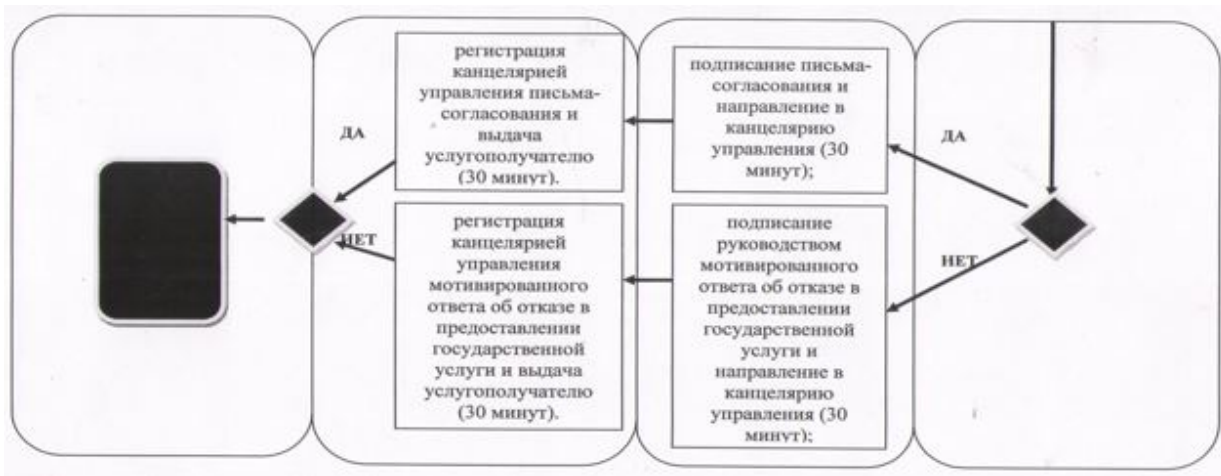 регистрация
канцелярией
управления письма-
согласования и
выдача
услугополучателю
(30 минут).
подписание письма-
согласования и
направление в
канцелярию
управления (30
минут);
ДА
ДА
НЕТ
НЕТ
регистрация
канцелярией
управления
мотивированного
ответа об отказе в
предоставлении
государственной
услуги и выдача
услугополучателю
(30 минут).
подписание
руководством
мотивированного
ответа об отказе в
предоставлении
государственной
услуги и
направление в
канцелярию
управления (30
минут);